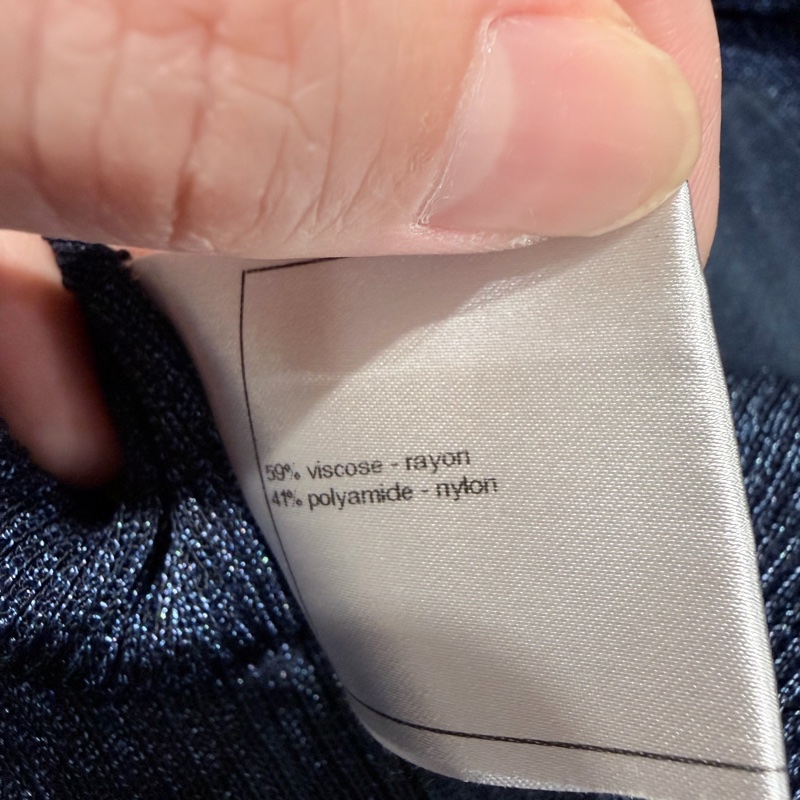 59% viscose - rayon
41% polyamide - nylon